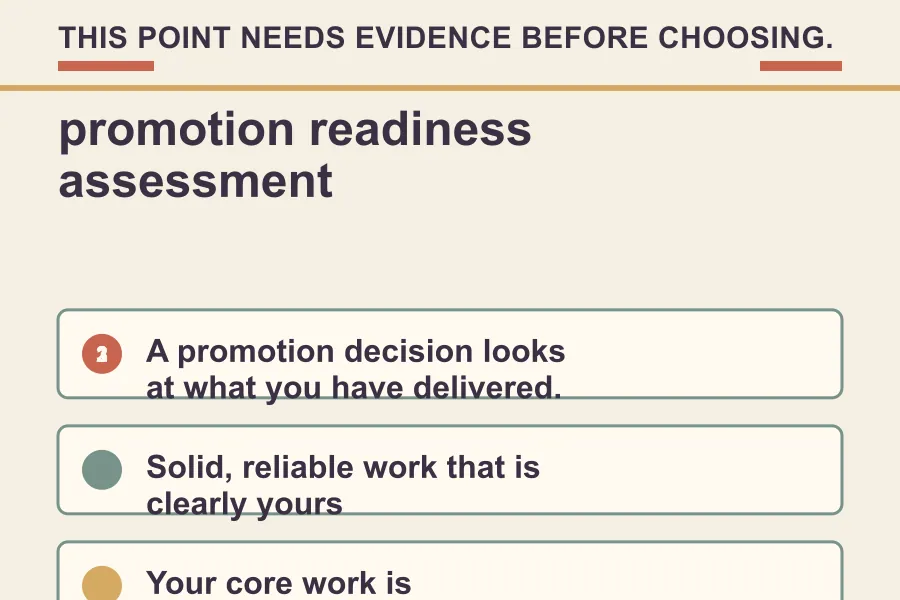 THIS POINT NEEDS EVIDENCE BEFORE CHOOSING.
promotion readiness
assessment
A promotion decision looks
at what you have delivered.
Solid, reliable work that is
clearly yours
Your core work is